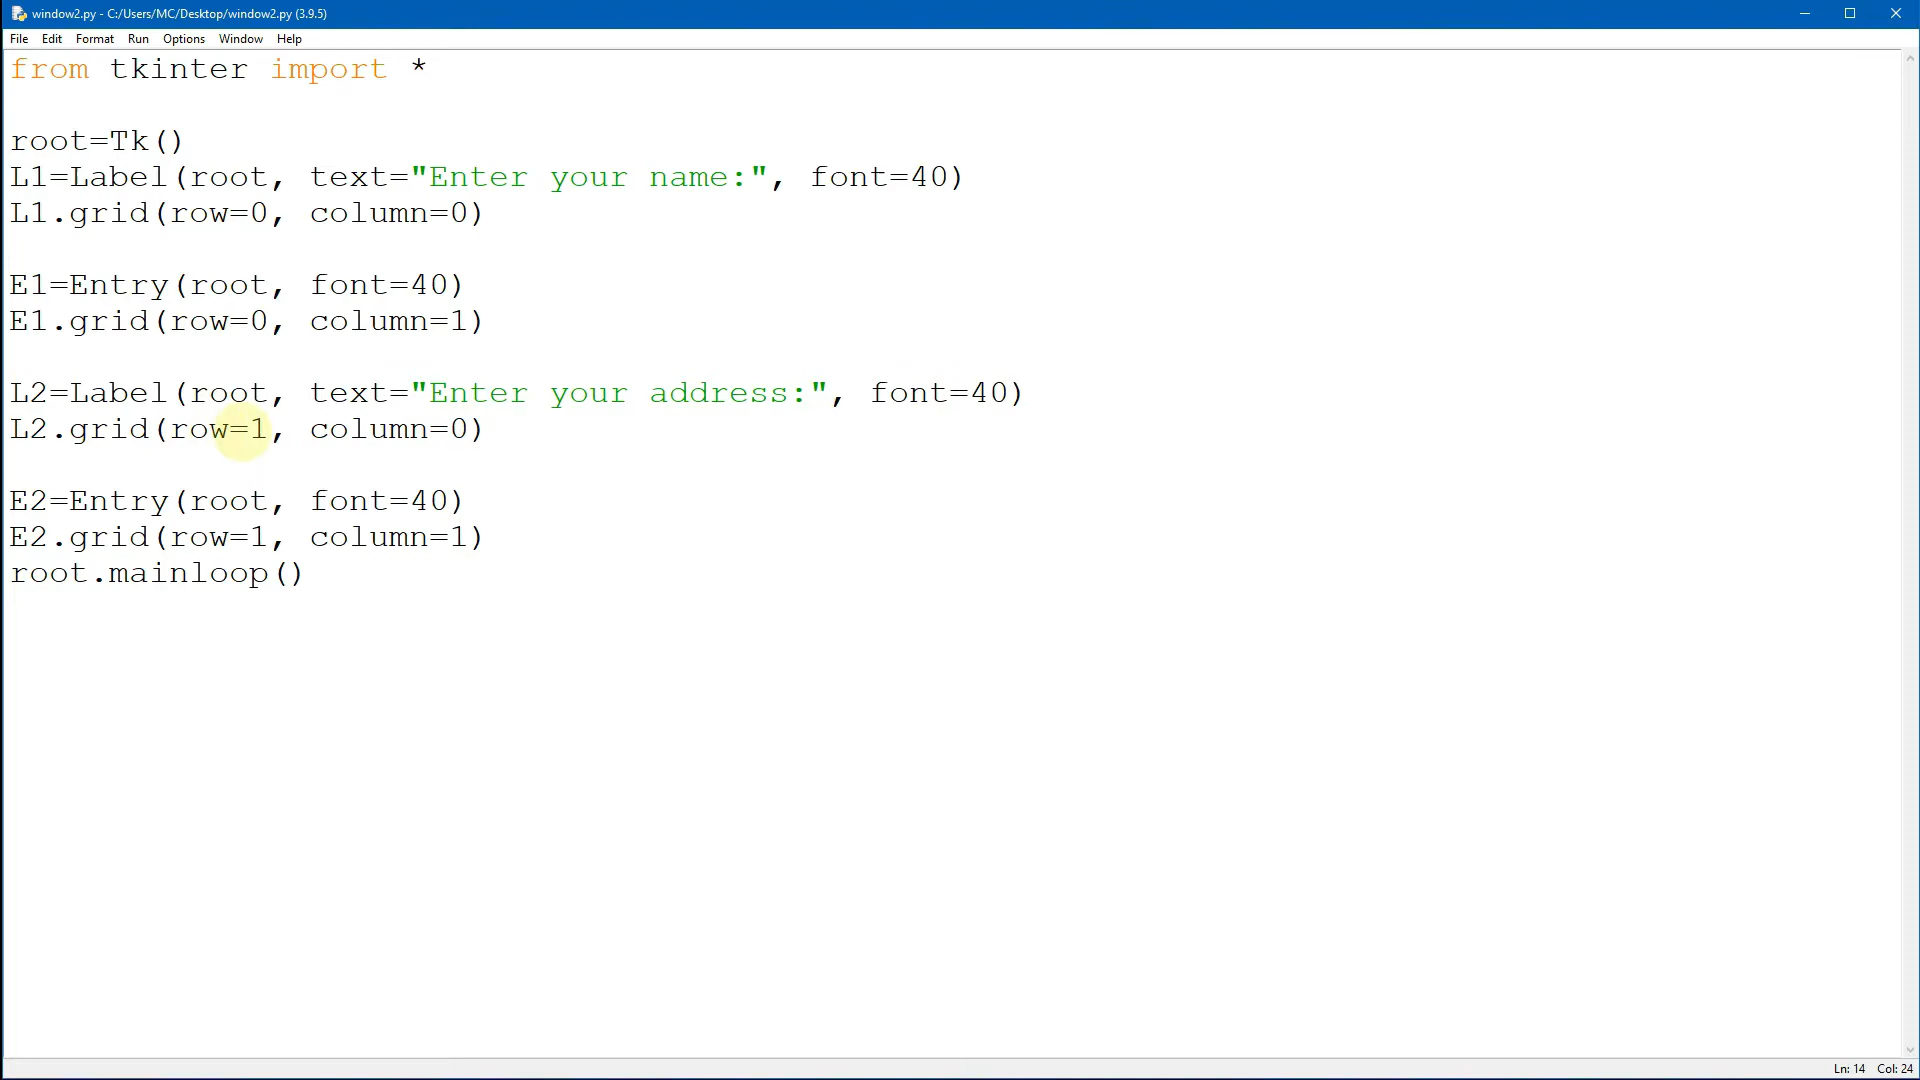 window2.py - C:/Users/MC/Desktop/window2.py (3.9.5)
File Edit Format Run Options Window Help
from tkinter import *
root=Tk()
L1=Label(root, text="Enter your name:", font=40)
L1.grid(row=0, column=0)
E1=Entry(root, font=40)
E1.grid(row=0, column=1)
L2=Label(root, text="Enter your address:", font=40)
L2.grid(row=1, column=0)
E2=Entry(root, font=40)
E2.grid(row=1, column=1)
root.mainloop()
Ln: 14 Col: 24